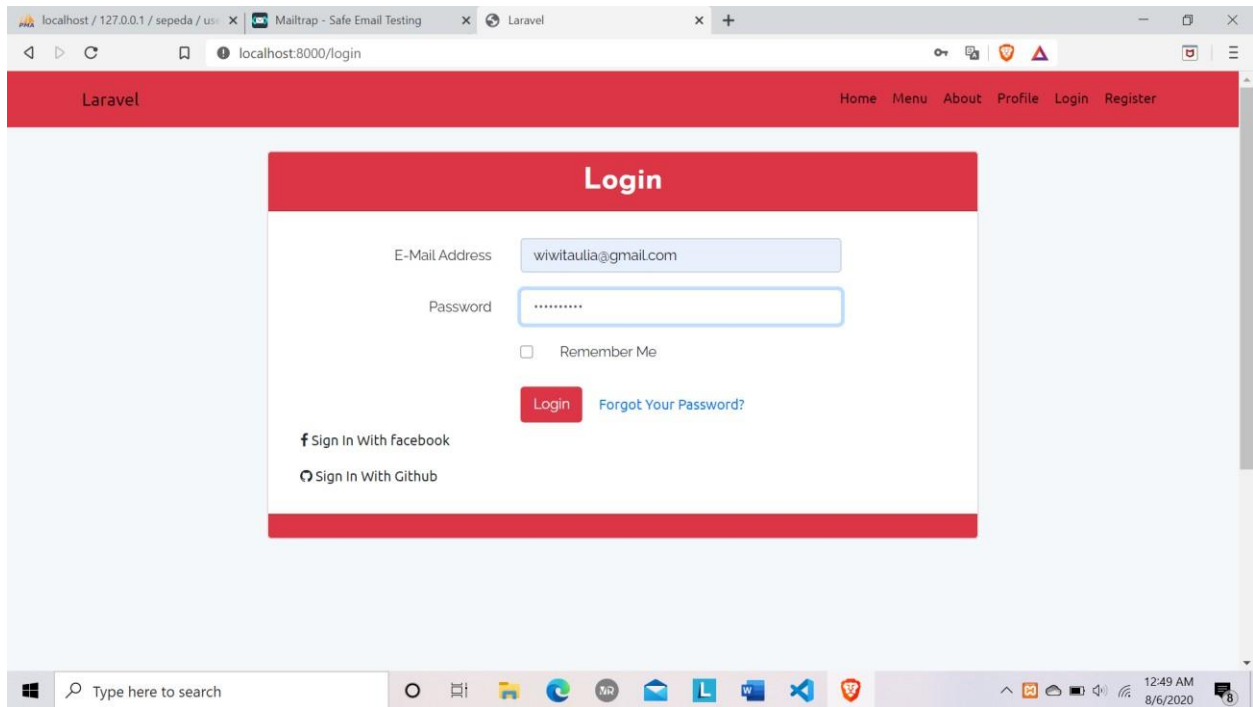 localhost / 127.0.0.1 / sepeda / use
Mailtrap - Safe Email Testing
Laravel
localhost:8000/login
Laravel
Home Menu About Profile Login Register
Login
E-Mail Address
wiwitaulia@gmail.com
Password
..........
Remember Me
Login
Forgot Your Password?
Sign In With facebook
Sign In With Github
Type here to search
12:49 AM
8/6/2020
8